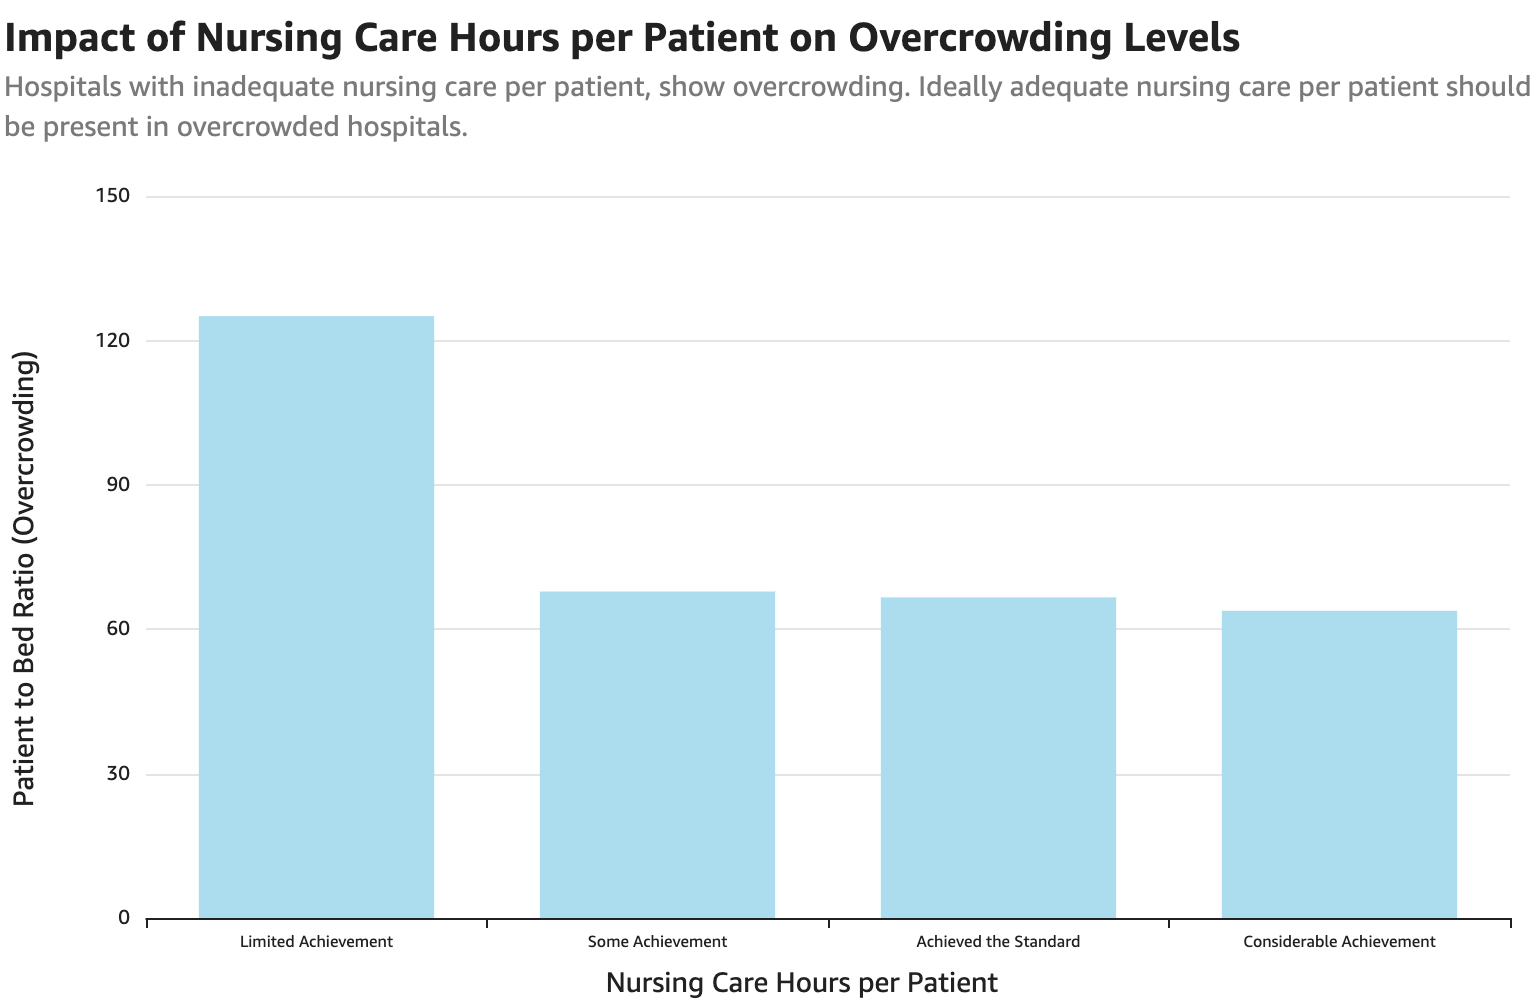 Impact of Nursing Care Hours per Patient on Overcrowding Levels
Hospitals with inadequate nursing care per patient, show overcrowding. Ideally adequate nursing care per patient should
be present in overcrowded hospitals.
Patient to Bed Ratio (Overcrowding)
150
120
90
60
30
0
Limited Achievement
Some Achievement
Achieved the Standard
Considerable Achievement
Nursing Care Hours per Patient